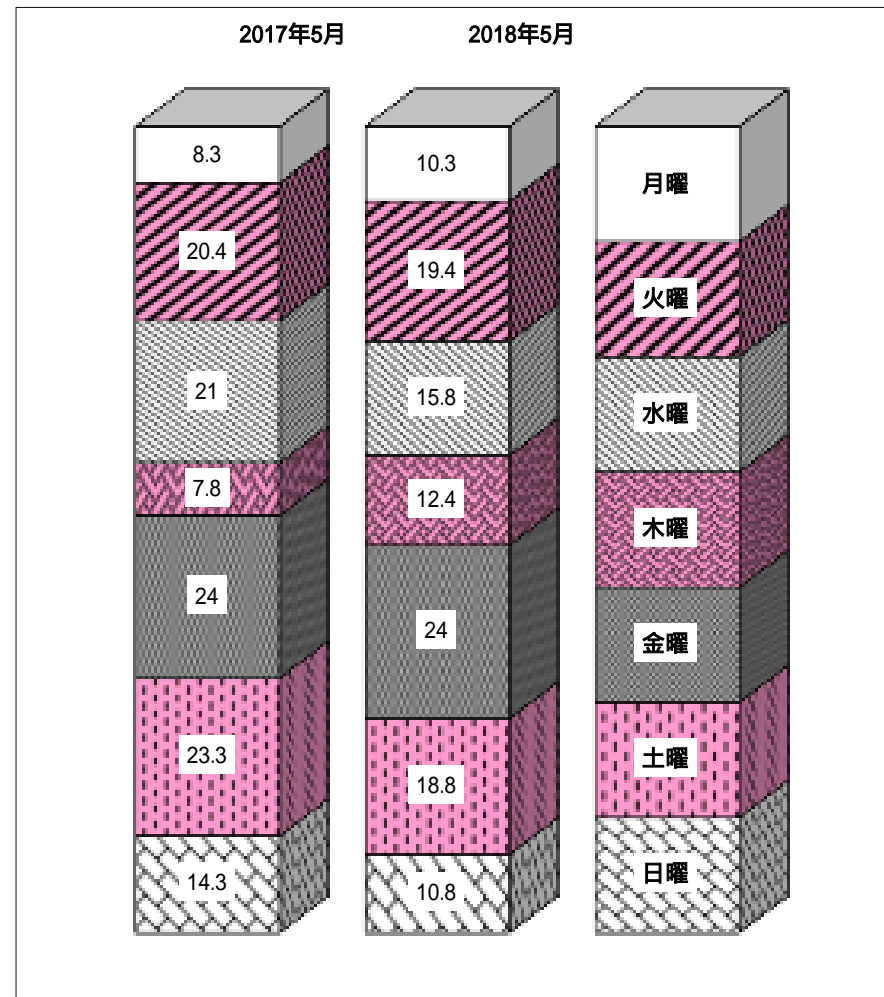 2017年5月 2018年5月
8.3 10.3 月曜
20.4 19.4 火曜
21 15.8 水曜
7.8 12.4 木曜
24 24 金曜
23.3 18.8 土曜
14.3 10.8 日曜